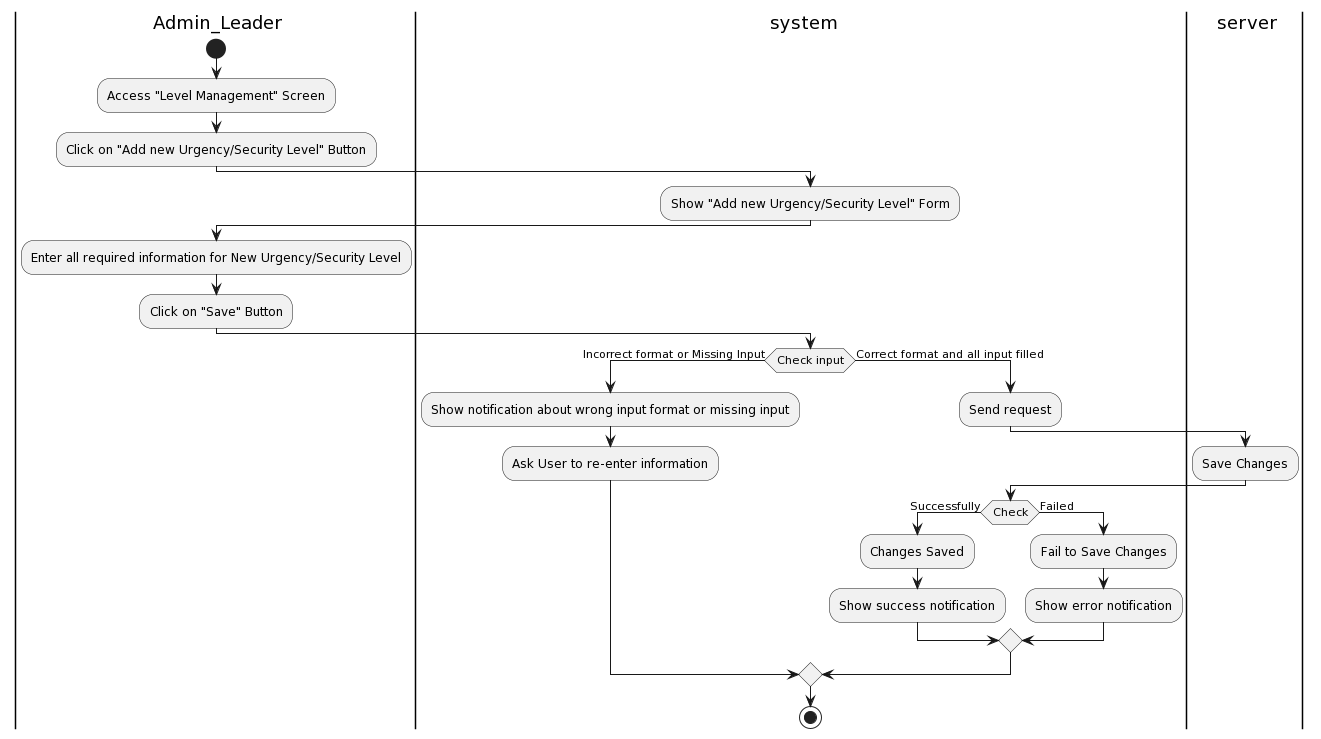 Admin_Leader
system
server
Access "Level Management" Screen
Click on "Add new Urgency/Security Level" Button
Show "Add new Urgency/Security Level" Form
Enter all required information for New Urgency/Security Level
Click on "Save" Button
Incorrect format or Missing Input
Check input
Correct format and all input filled
Show notification about wrong input format or missing input
Send request
Ask User to re-enter information
Save Changes
Successfully
Check
Failed
Changes Saved
Fail to Save Changes
Show success notification
Show error notification